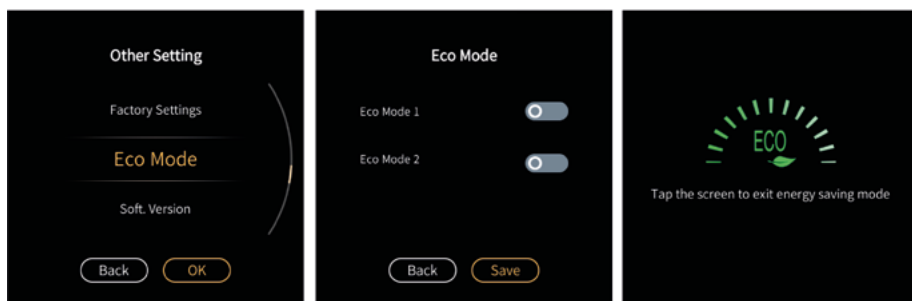 Other Setting
Factory Settings
Eco Mode
Soft. Version
Back
OK
Eco Mode
Eco Mode 1
Eco Mode 2
Back
Save
ECO
Tap the screen to exit energy saving mode